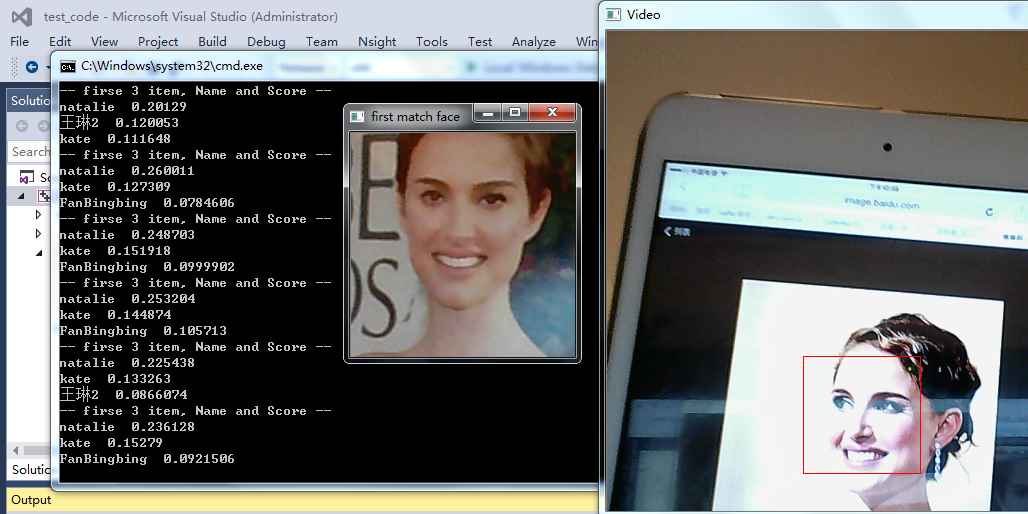 test_code - Microsoft Visual Studio (Administrator)
File Edit View Project Build Debug Team Nsight Tools Test Analyze Win
C:\Windows\system32\cmd.exe
-- firse 3 item, Name and Score --
natalie 0.20129
王琳2 0.120053
kate 0.111648
-- firse 3 item, Name and Score --
natalie 0.260011
kate 0.127309
FanBingbing 0.0784606
-- firse 3 item, Name and Score --
natalie 0.248703
kate 0.151918
FanBingbing 0.0999902
-- firse 3 item, Name and Score --
natalie 0.253204
kate 0.144874
FanBingbing 0.105713
-- firse 3 item, Name and Score --
natalie 0.225438
kate 0.133263
王琳2 0.0866074
-- firse 3 item, Name and Score --
natalie 0.236128
kate 0.15279
FanBingbing 0.0921506
Solutio
Search
So
Solutio
Output
first match face
Video
image.baidu.com
列表